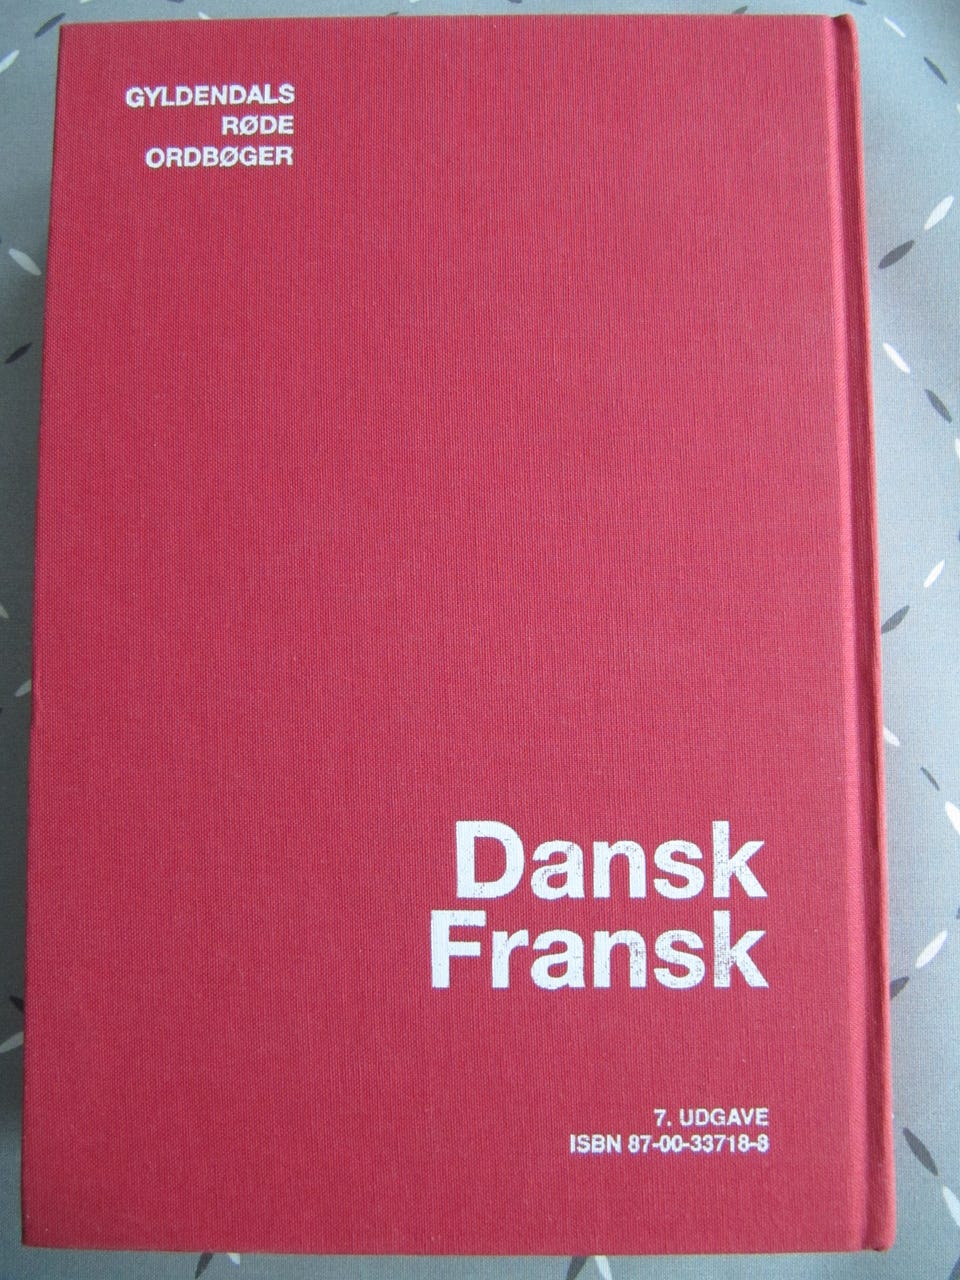 GYLDENDALS
RØDE
ORDBØGER
Dansk
Fransk
7. UDGAVE
ISBN 87-00-33718-8